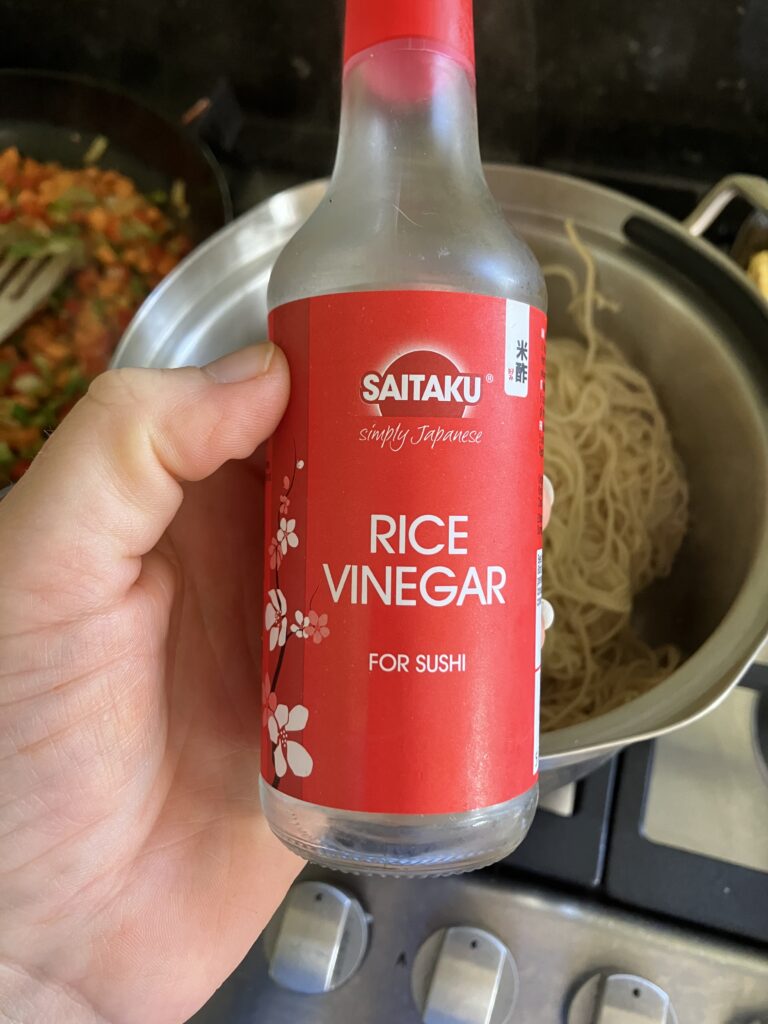 SAITAKU®
simply Japanese
米酢
RICE
VINEGAR
FOR SUSHI